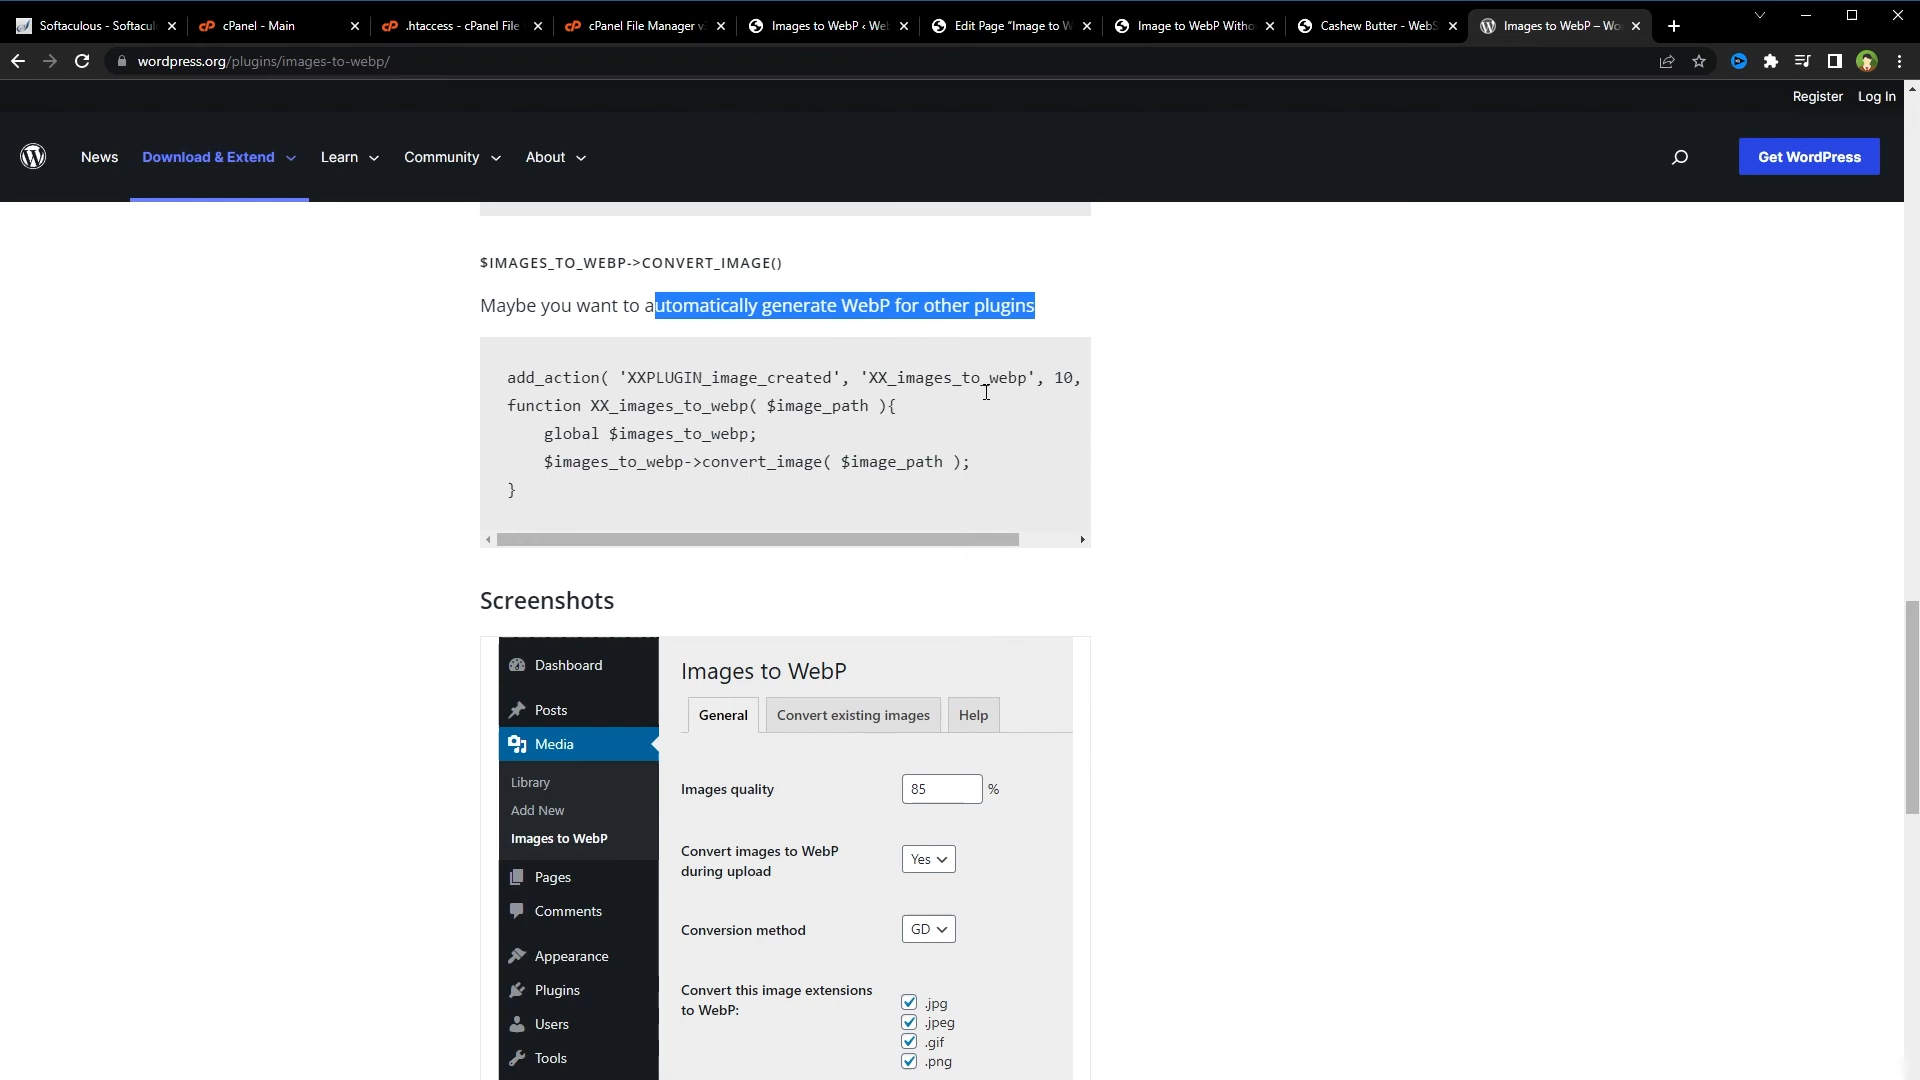 Softaculous - Softacul
cPanel - Main
.htaccess - cPanel File
cPanel File Manager v
Images to WebP ‹ We
Edit Page "Image to W
Image to WebP Witho
Cashew Butter - WebS
Images to WebP – Wo
wordpress.org/plugins/images-to-webp/
Register Log In
News Download & Extend Learn Community About Get WordPress
$IMAGES_TO_WEBP->CONVERT_IMAGE()
Maybe you want to automatically generate WebP for other plugins
add_action( 'XXPLUGIN_image_created', 'XX_images_to_webp', 10,
function XX_images_to_webp( $image_path ){
global $images_to_webp;
$images_to_webp->convert_image( $image_path );
}
Screenshots
Dashboard
Posts
Media
Library
Add New
Images to WebP
Pages
Comments
Appearance
Plugins
Users
Tools
Images to WebP
General Convert existing images Help
Images quality 85 %
Convert images to WebP
during upload
Yes
Conversion method GD
Convert this image extensions
to WebP:
.jpg
.jpeg
.gif
.png